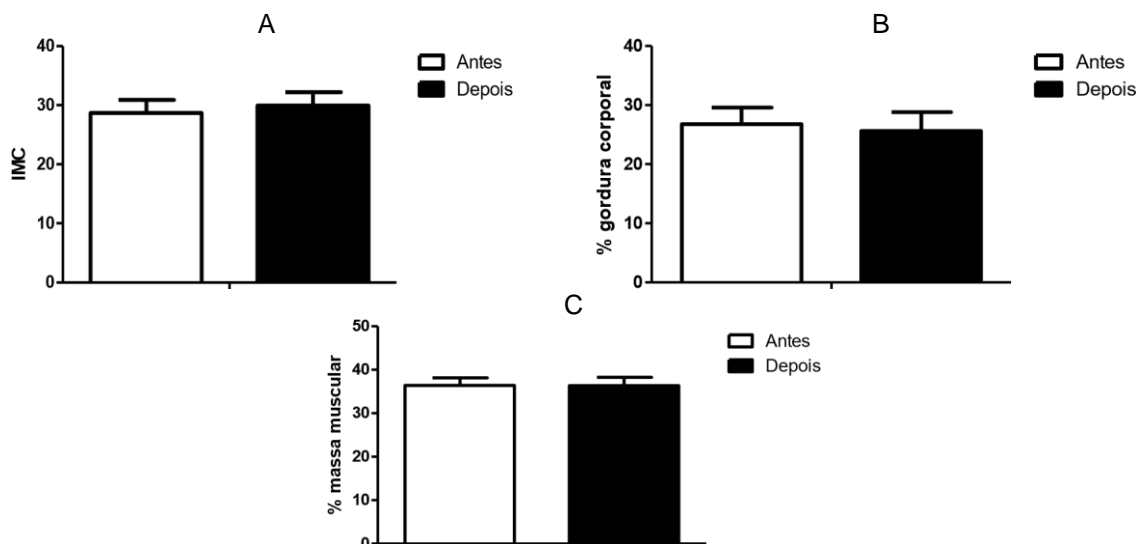 A
40
30
20
10
0
IMC
Antes
Depois
B
40
30
20
10
0
% gordura corporal
Antes
Depois
C
50
40
30
20
10
0
% massa muscular
Antes
Depois